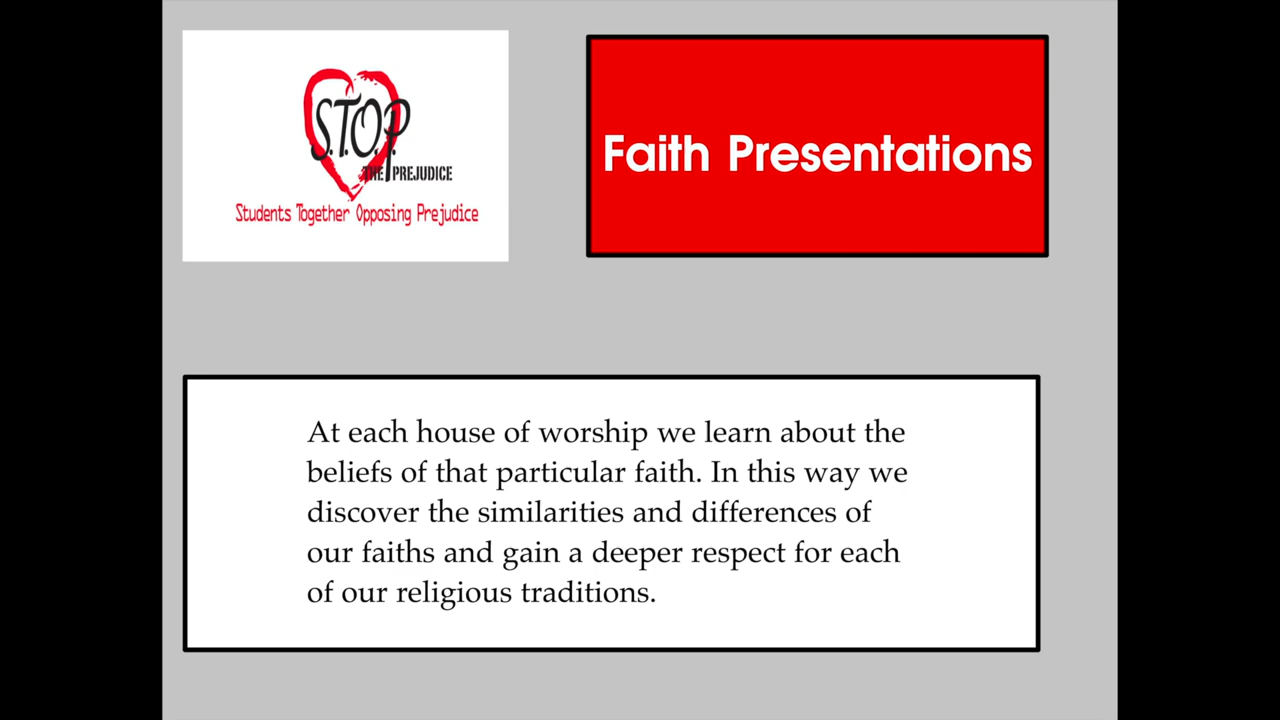 S.T.O.P.
THE PREJUDICE
Students Together Opposing Prejudice
Faith Presentations
At each house of worship we learn about the
beliefs of that particular faith. In this way we
discover the similarities and differences of
our faiths and gain a deeper respect for each
of our religious traditions.